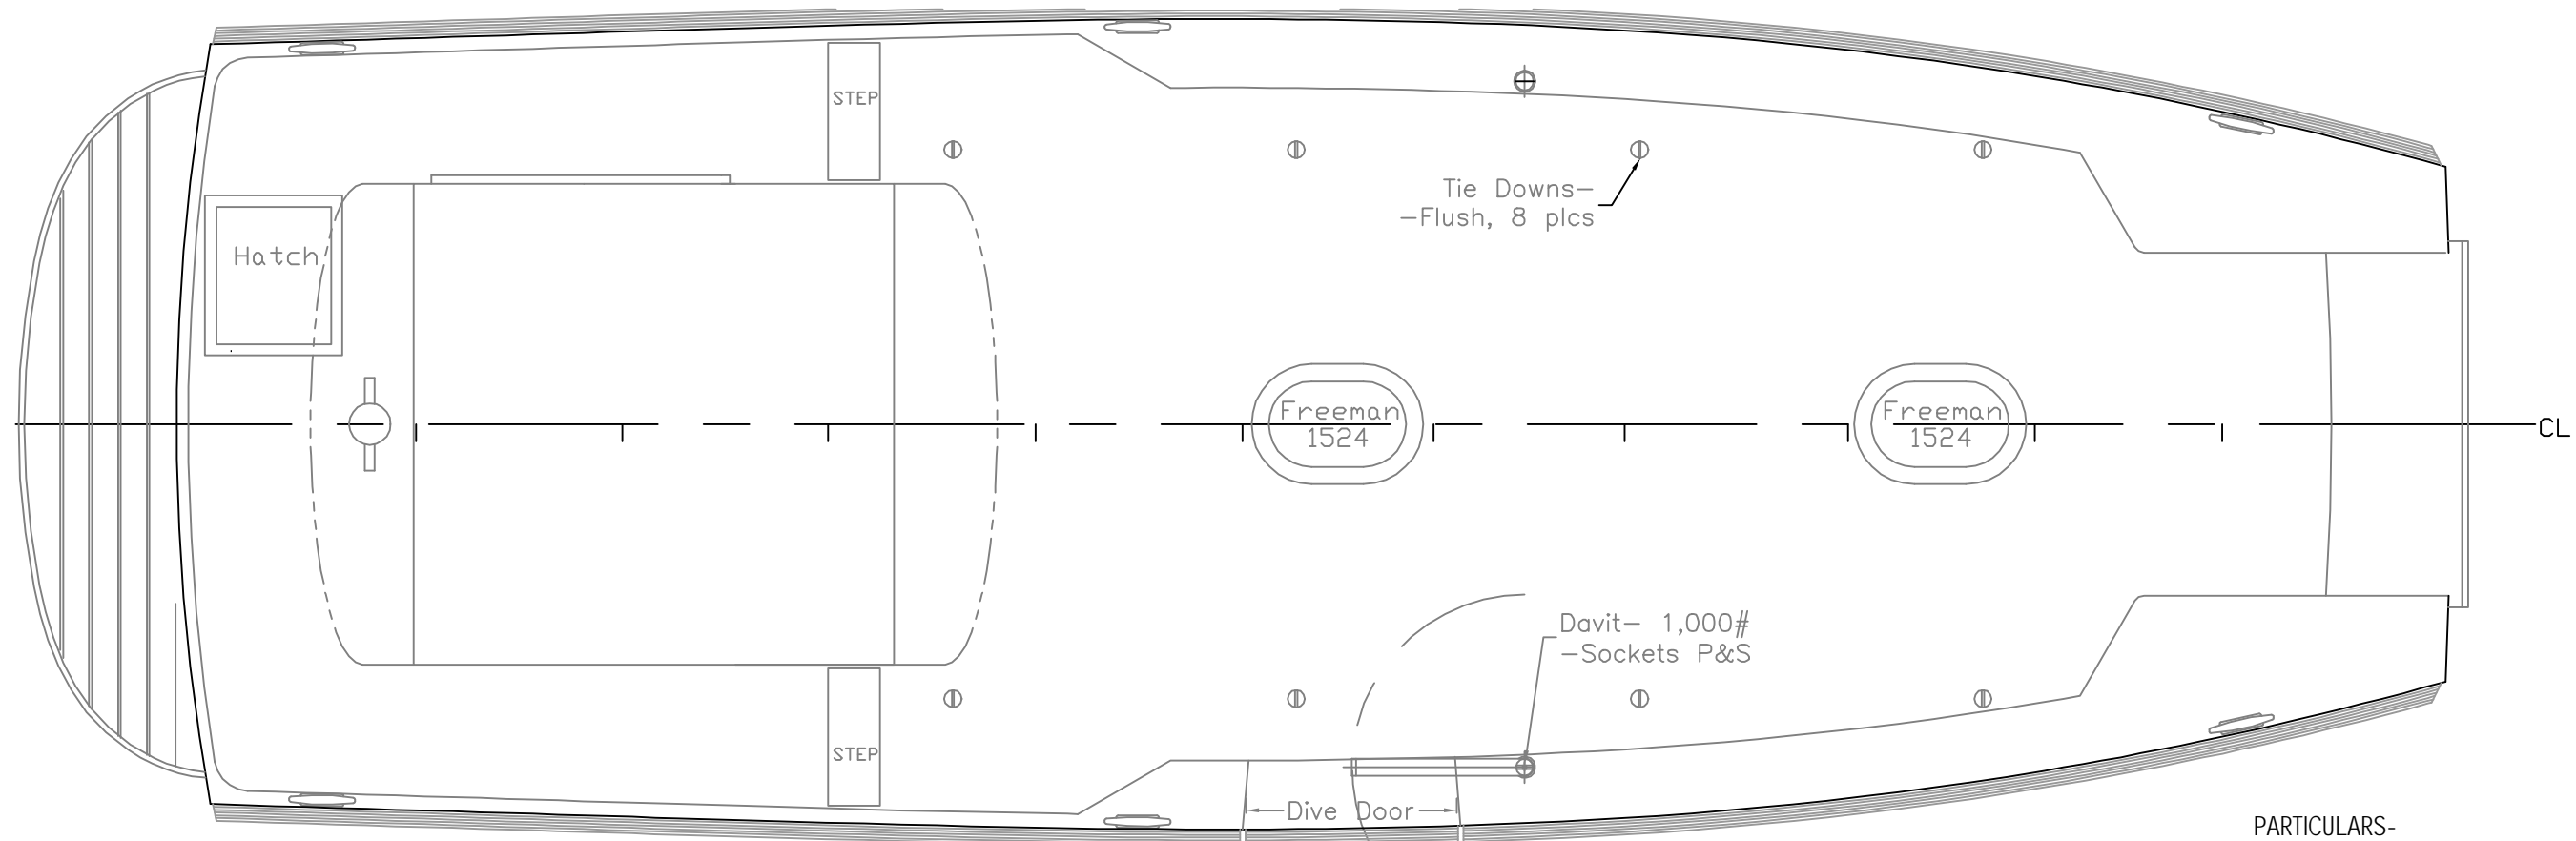 STEP
Tie Downs-
-Flush, 8 plcs
Hatch
Freeman
1524
Freeman
1524
CL
Davit- 1,000#
-Sockets P&S
STEP
Dive Door
PARTICULARS-